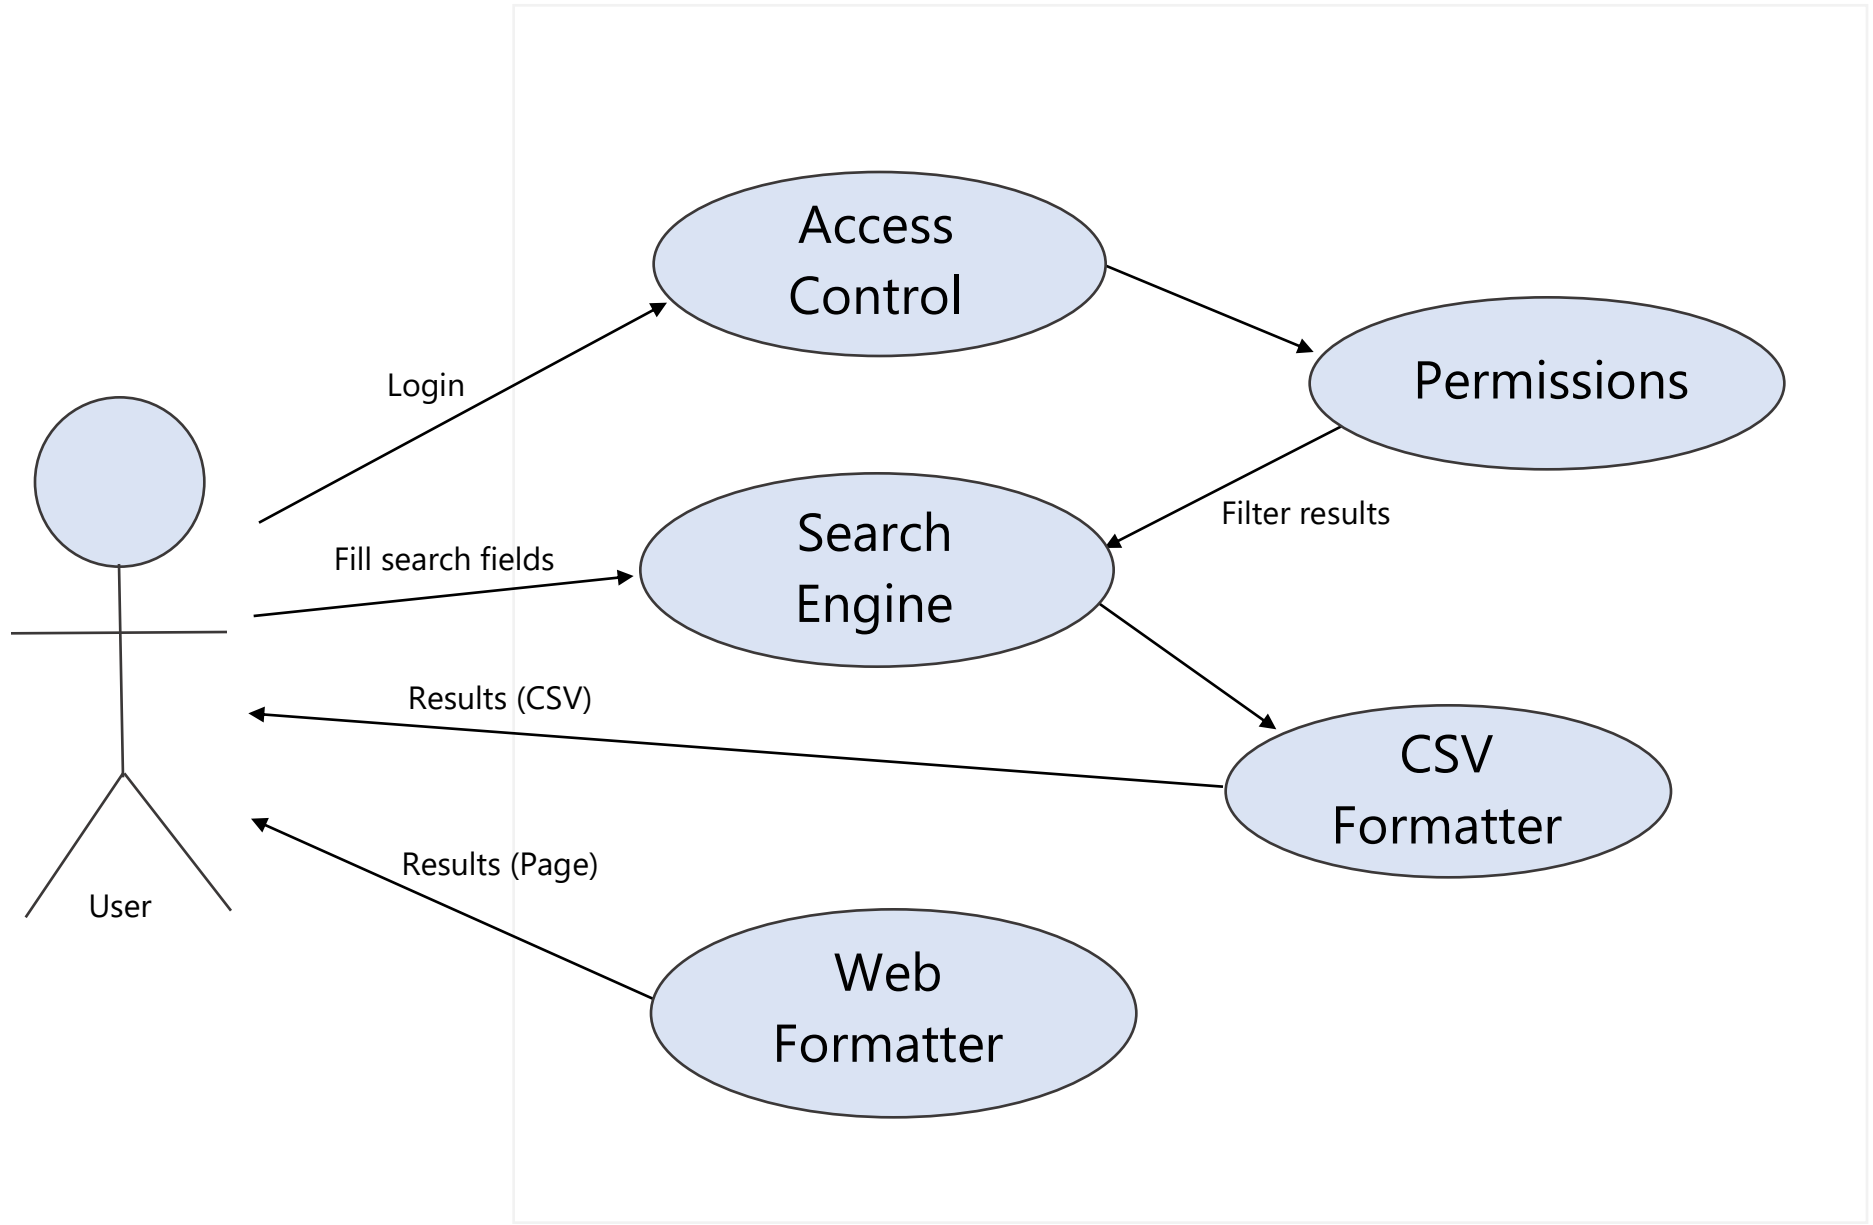 Access
Control
Permissions
Login
Filter results
Search
Engine
Fill search fields
Results (CSV)
CSV
Formatter
Results (Page)
User
Web
Formatter